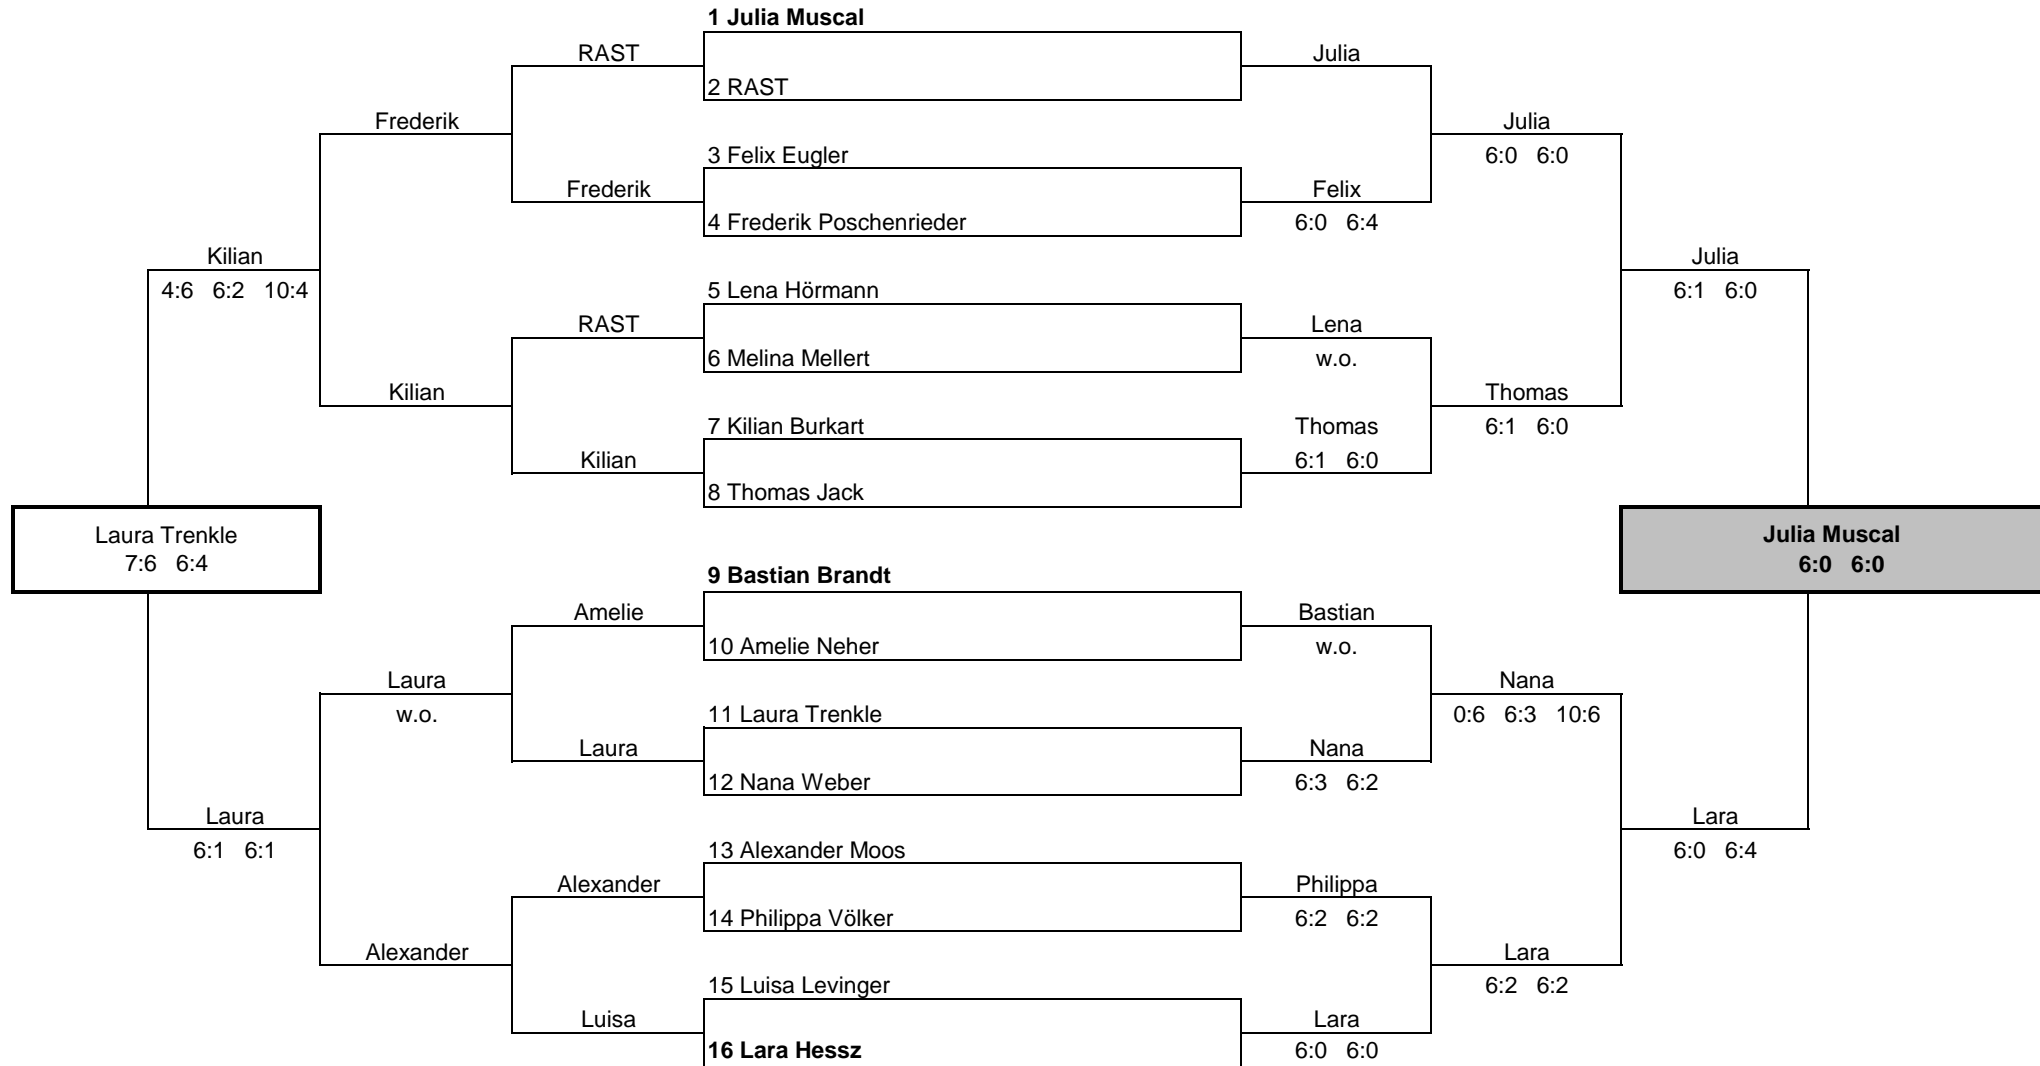 1 Julia Muscal
RAST
Julia
2 RAST
Frederik
Julia
3 Felix Eugler
6:0 6:0
Frederik
Felix
4 Frederik Poschenrieder
6:0 6:4
Kilian
Julia
4:6 6:2 10:4
5 Lena Hörmann
6:1 6:0
RAST
Lena
6 Melina Mellert
w.o.
Kilian
Thomas
7 Kilian Burkart
Thomas
6:1 6:0
Kilian
6:1 6:0
8 Thomas Jack
Laura Trenkle
7:6 6:4
Julia Muscal
6:0 6:0
9 Bastian Brandt
Amelie
Bastian
10 Amelie Neher
w.o.
Laura
Nana
w.o.
11 Laura Trenkle
0:6 6:3 10:6
Laura
Nana
12 Nana Weber
6:3 6:2
Laura
Lara
6:1 6:1
13 Alexander Moos
6:0 6:4
Alexander
Philippa
14 Philippa Völker
6:2 6:2
Alexander
Lara
15 Luisa Levinger
6:2 6:2
Luisa
Lara
16 Lara Hessz
6:0 6:0